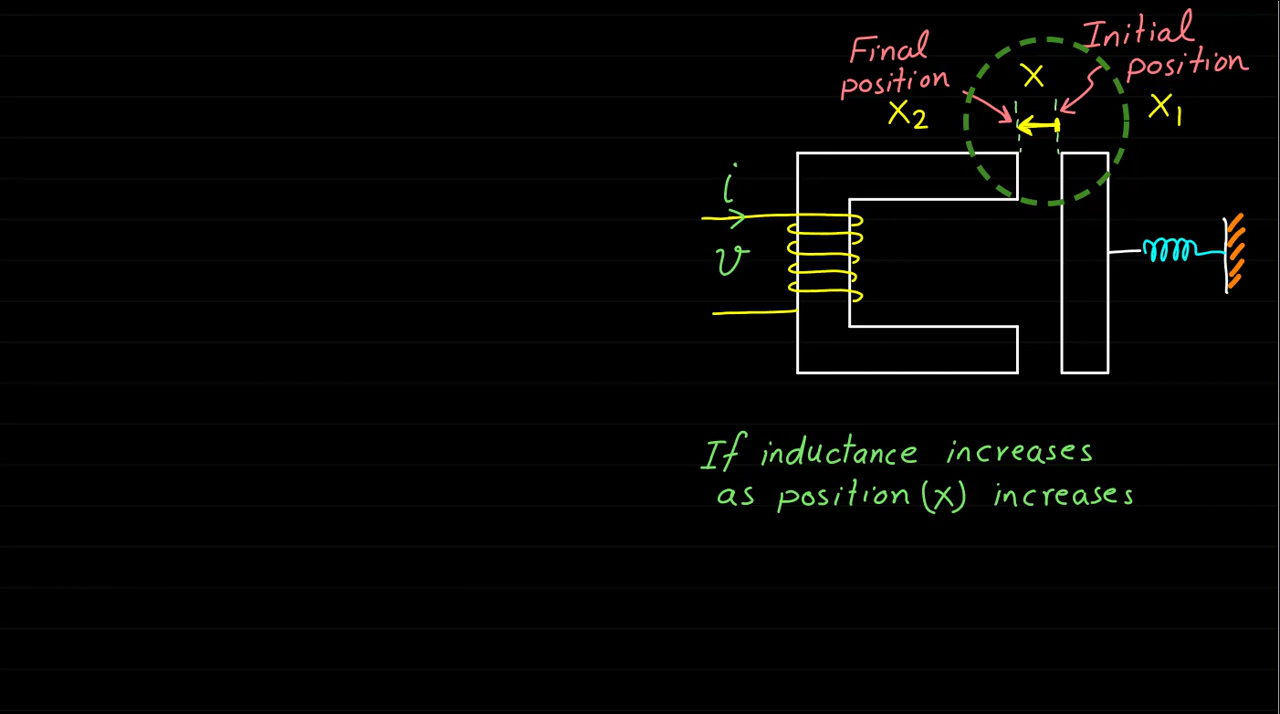 Final
position
X2
X
Initial
position
X1
i
v
If inductance increases
as position (x) increases